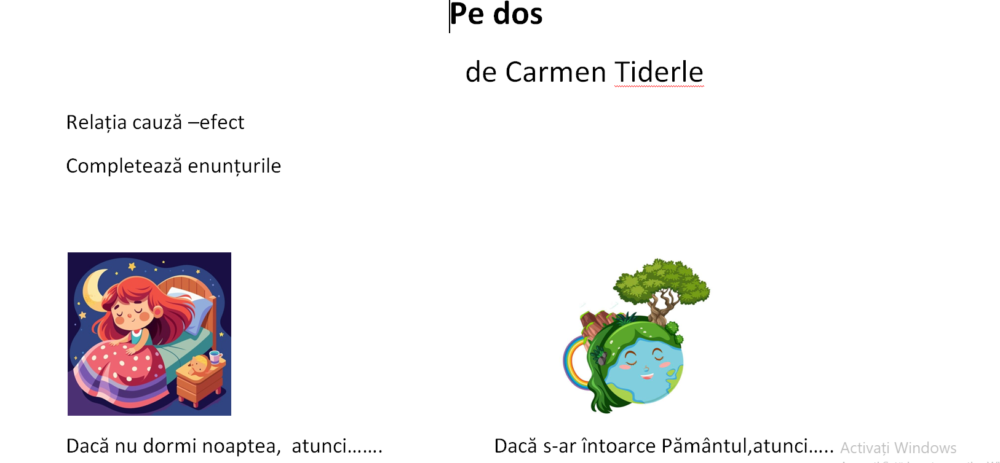 Pe dos
de Carmen Tiderle
Relația cauză –efect
Completează enunțurile
Dacă nu dormi noaptea,  atunci.......
Dacă s-ar întoarce Pământul,atunci.....
Activați Windows